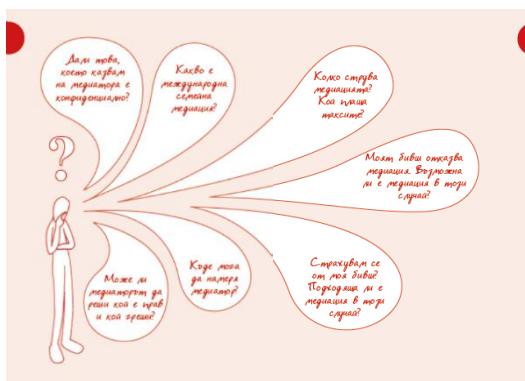 Дали това,
което казвам
на медиатора е
конфиденциално?
Какво е
международна
семейна
медиация?
Колко струва
медиацията?
Кой плаща
таксите?
Моят бивш отказва
медиация. Възможна
ли е медиация в този
случай?
Страхувам се
от моя бивш?
Подходяща ли е
медиация в този
случай?
Къде мога
да намеря
медиатор?
Може ли
медиаторът да
реши кой е прав
и кой греши?
?